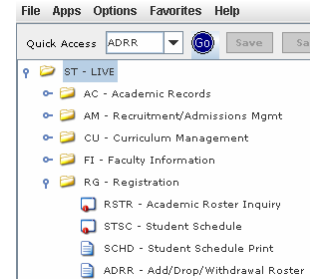 File Apps Options Favorites Help
Quick Access ADRR Go Save Sa
ST - LIVE
AC - Academic Records
AM - Recruitment/Admissions Mgmt
CU - Curriculum Management
FI - Faculty Information
RG - Registration
RSTR - Academic Roster Inquiry
STSC - Student Schedule
SCHD - Student Schedule Print
ADRR - Add/Drop/Withdrawal Roster